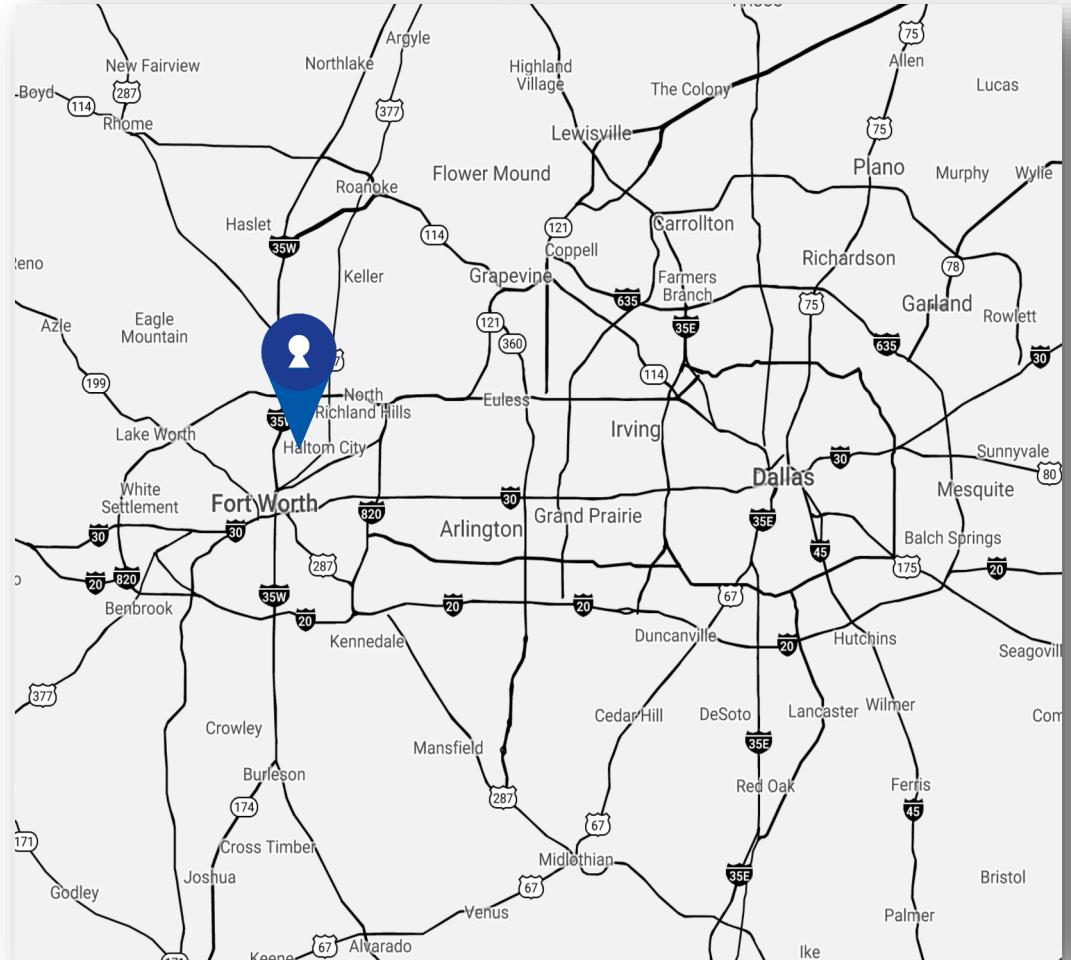 Argyle
New Fairview
Northlake
Highland
Village
75
Allen
Lucas
The Colony
Boyd
287
114
377
Rhome
Lewisville
75
Plano
Flower Mound
Murphy
Wylie
Roanoke
Haslet
35W
114
121
Carrollton
Coppell
Richardson
78
Keller
Grapevine
Farmers
Branch
635
75
Garland
Rowlett
Azle
Eagle
Mountain
121
360
35E
635
30
199
114
North
Richland Hills
Euless
Lake Worth
Haltom City
Irving
30
Sunnyvale
80
White
Settlement
Fort Worth
30
Dallas
Mesquite
820
Arlington
Grand Prairie
35E
30
30
45
Balch Springs
287
175
20
820
20
35W
67
Benbrook
20
20
20
Kennedale
Duncanville
20
Hutchins
377
Crowley
Cedar Hill
DeSoto
Lancaster
Wilmer
Mansfield
35E
Burleson
Red Oak
Ferris
174
287
45
67
171
Cross Timber
Midlothian
Joshua
35E
Bristol
Godley
67
Venus
Palmer
67
Alvarado
Ike